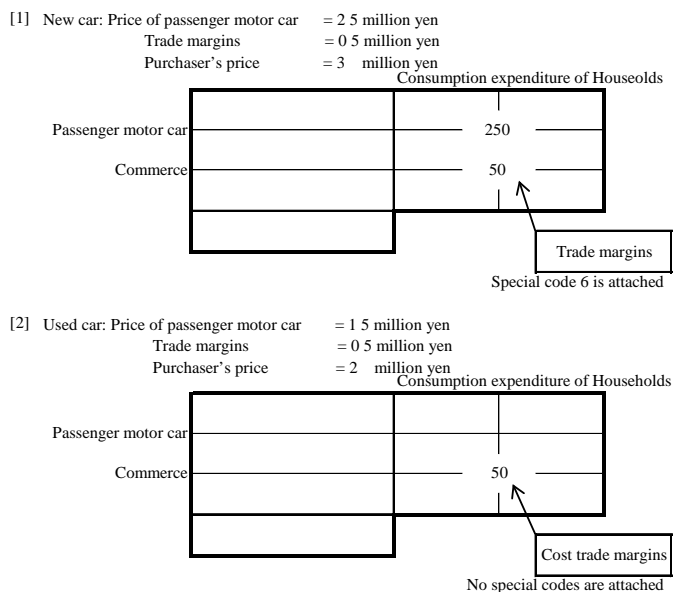 [1] New car: Price of passenger motor car = 2 5 million yen
Trade margins = 0 5 million yen
Purchaser's price = 3 million yen
Consumption expenditure of Houseolds
Passenger motor car 250
Commerce 50
Trade margins
Special code 6 is attached
[2] Used car: Price of passenger motor car = 1 5 million yen
Trade margins = 0 5 million yen
Purchaser's price = 2 million yen
Consumption expenditure of Households
Passenger motor car
Commerce 50
Cost trade margins
No special codes are attached